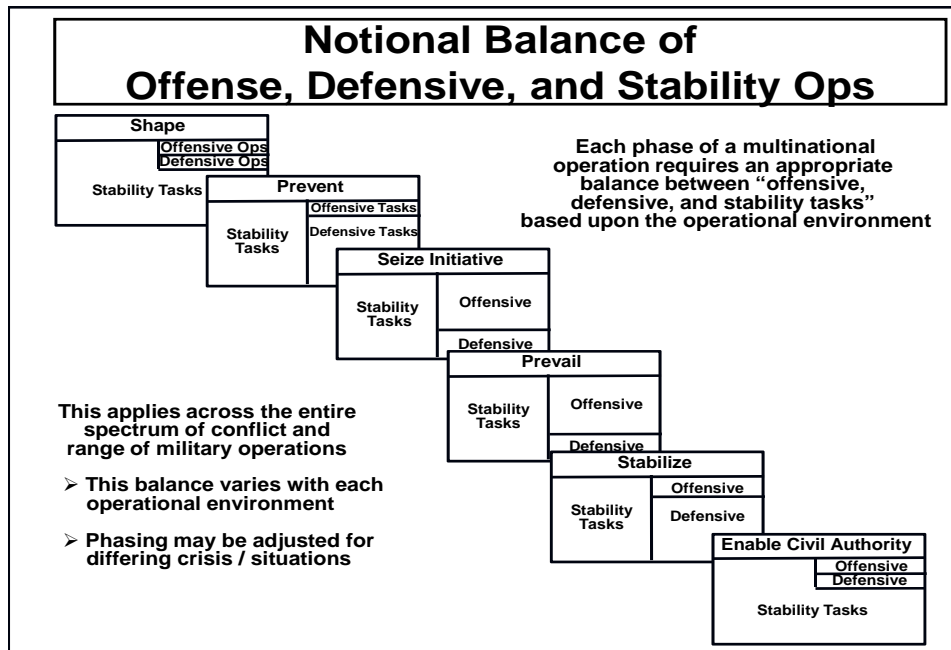 Notional Balance of
Offense, Defensive, and Stability Ops
Shape
Offensive Ops
Defensive Ops
Stability Tasks
Each phase of a multinational
operation requires an appropriate
balance between “offensive,
defensive, and stability tasks”
based upon the operational environment
Prevent
Offensive Tasks
Stability
Tasks
Defensive Tasks
Seize Initiative
Stability
Tasks
Offensive
Defensive
Prevail
Stability
Tasks
Offensive
Defensive
This applies across the entire
spectrum of conflict and
range of military operations
➢ This balance varies with each
operational environment
➢ Phasing may be adjusted for
differing crisis / situations
Stabilize
Offensive
Stability
Tasks
Defensive
Enable Civil Authority
Offensive
Defensive
Stability Tasks